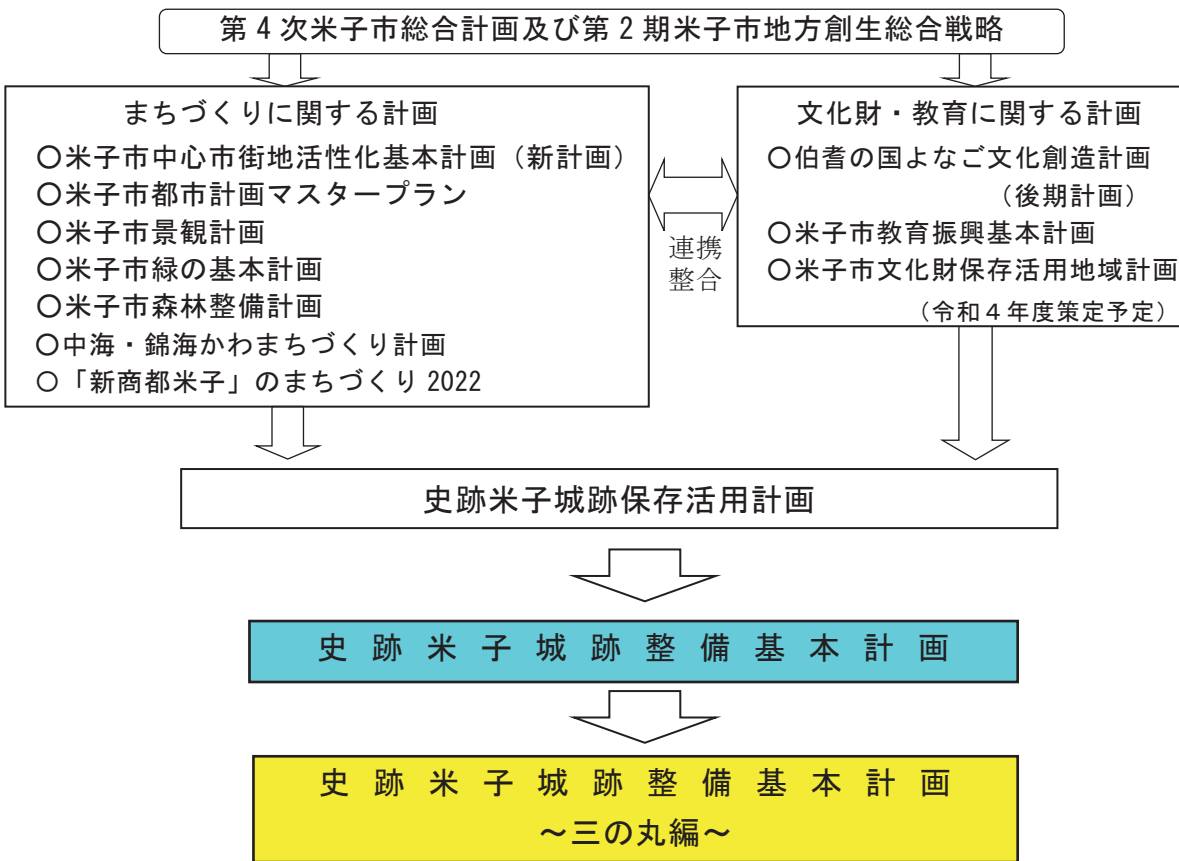 第4次米子市総合計画及び第2期米子市地方創生総合戦略
まちづくりに関する計画
〇米子市中心市街地活性化基本計画（新計画）
〇米子市都市計画マスタープラン
〇米子市景観計画
〇米子市緑の基本計画
〇米子市森林整備計画
〇中海・錦海かわまちづくり計画
〇「新商都米子」のまちづくり2022
連携
整合
文化財・教育に関する計画
〇伯耆の国よなご文化創造計画
（後期計画）
〇米子市教育振興基本計画
〇米子市文化財保存活用地域計画
（令和４年度策定予定）
史跡米子城跡保存活用計画
史跡米子城跡整備基本計画
史跡米子城跡整備基本計画
～三の丸編～